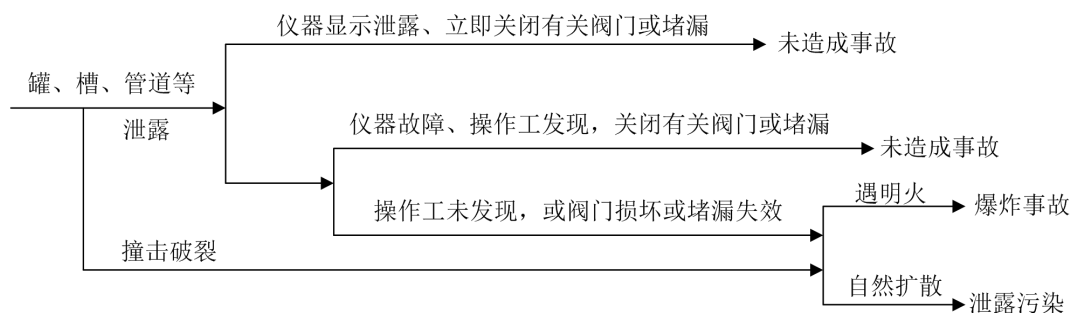 仪器显示泄露、立即关闭有关阀门或堵漏
未造成事故
罐、槽、管道等
泄露
仪器故障、操作工发现，关闭有关阀门或堵漏
未造成事故
操作工未发现，或阀门损坏或堵漏失效
遇明火
爆炸事故
撞击破裂
自然扩散
泄露污染